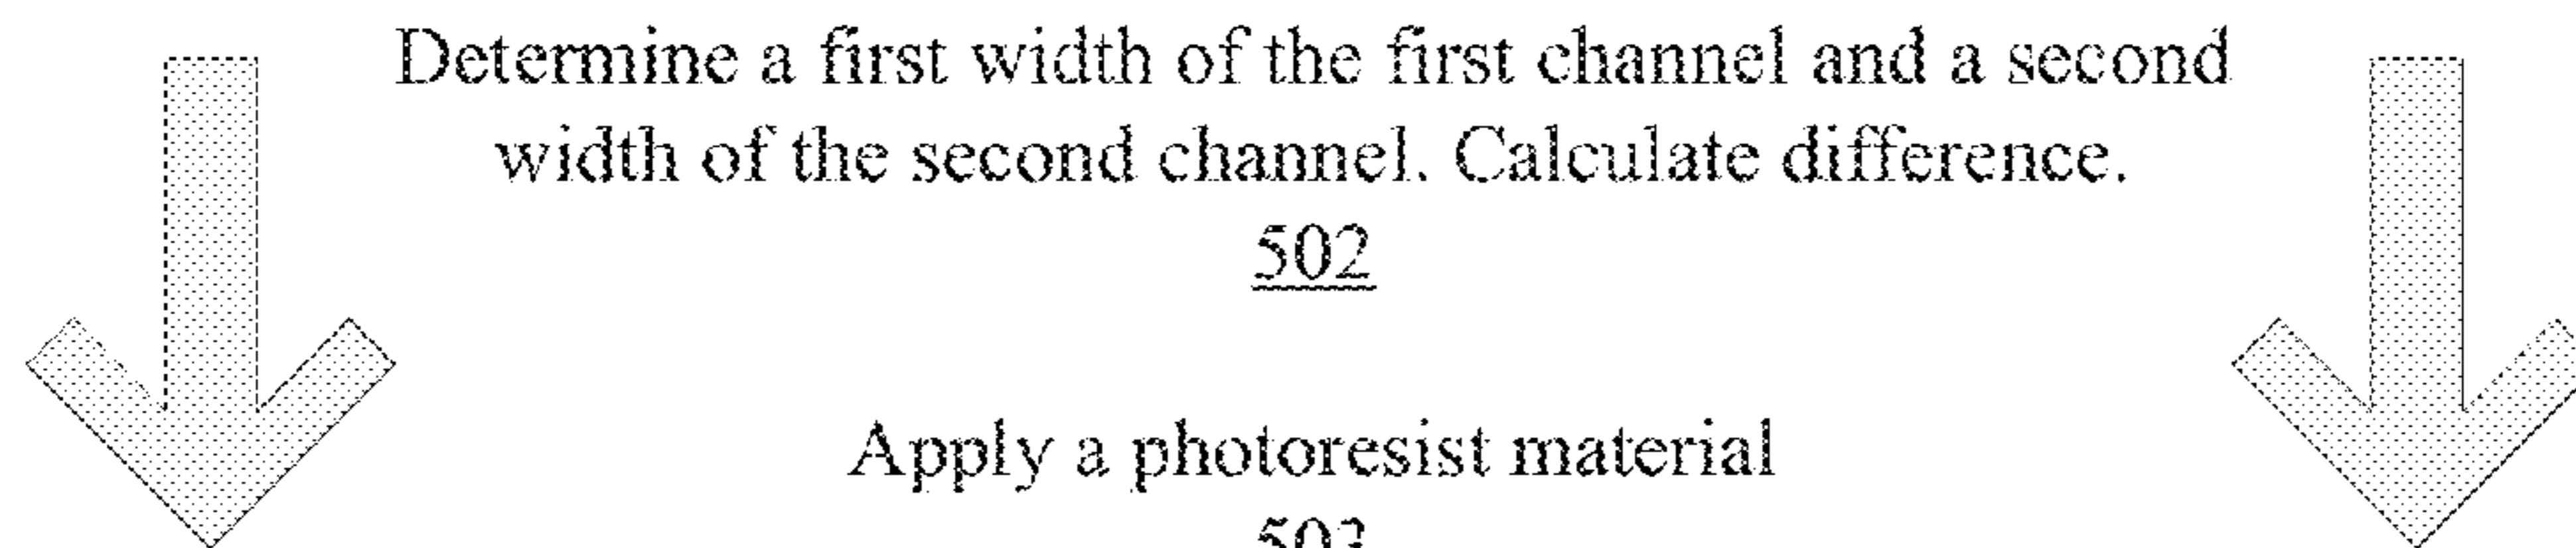 Determine a first width of the first channel and a second
width of the second channel. Calculate difference.
502
Apply a photoresist material
503